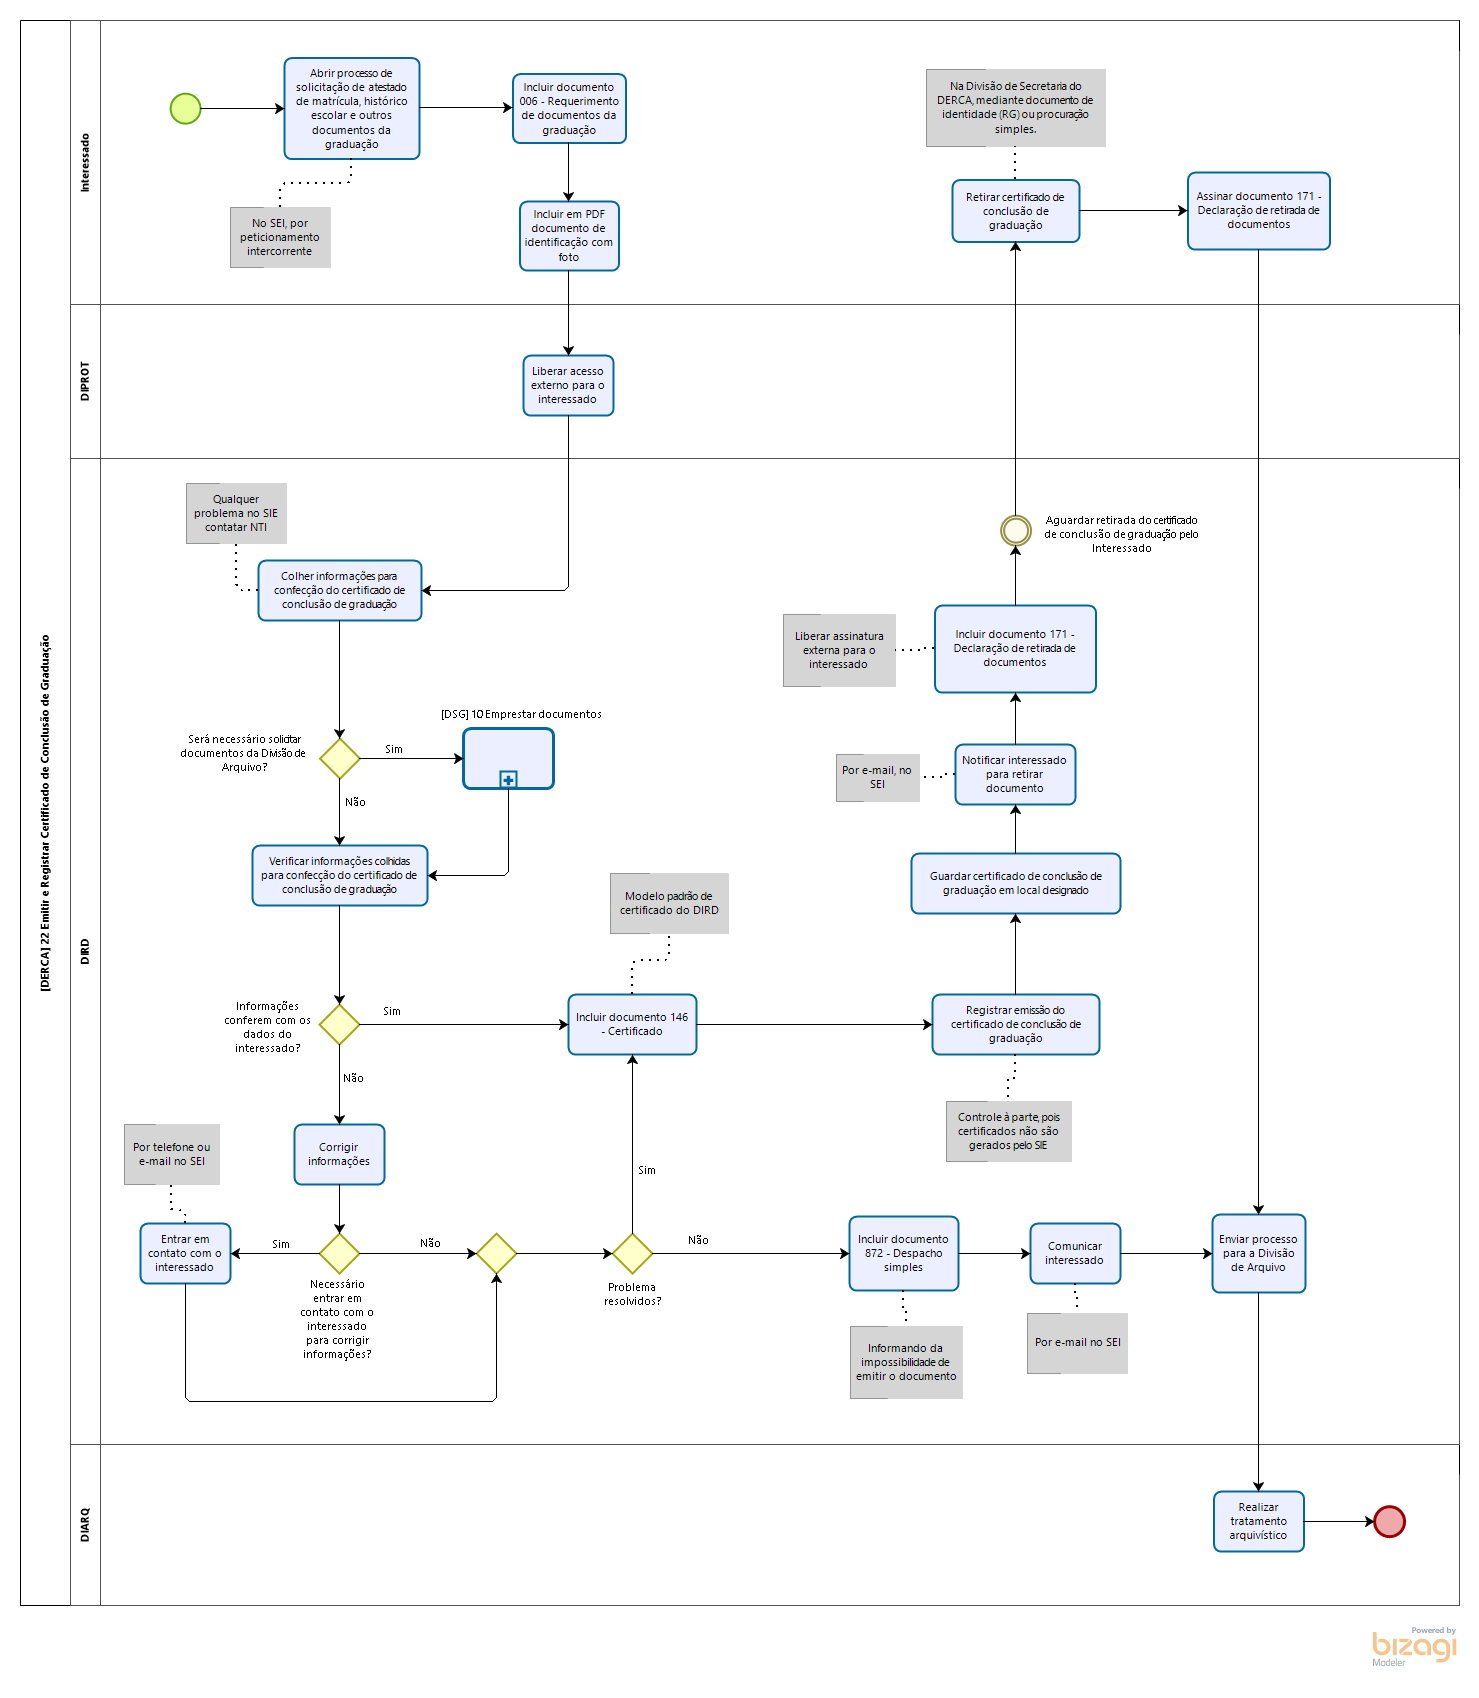 [DERCA] 22 Emitir e Registrar Certificado de Conclusão de Graduação
Interessado
Abrir processo de
solicitação de atestado
de matrícula, histórico
escolar e outros
documentos da
graduação
Incluir documento
006 - Requerimento
de documentos da
graduação
No SEI, por
peticionamento
intercorrente
Incluir em PDF
documento de
identificação com
foto
Na Divisão de Secretaria do
DERCA, mediante documento de
identidade (RG) ou procuração
simples.
Retirar certificado de
conclusão de
graduação
Assinar documento 171 -
Declaração de retirada de
documentos
DIPROT
Liberar acesso
externo para o
interessado
DIRD
Qualquer
problema no SIE
contatar NTI
Colher informações para
confecção do certificado de
conclusão de graduação
Aguardar retirada do certificado
de conclusão de graduação pelo
Interessado
Liberar assinatura
externa para o
interessado
Incluir documento 171 -
Declaração de retirada de
documentos
Será necessário solicitar
documentos da Divisão de
Arquivo?
Sim
[DSG] 10 Emprestar documentos
Não
Por e-mail, no
SEI
Notificar interessado
para retirar
documento
Verificar informações colhidas
para confecção do certificado de
conclusão de graduação
Modelo padrão de
certificado do DIRD
Guardar certificado de conclusão de
graduação em local designado
Informações
conferem com os
dados do
interessado?
Sim
Não
Incluir documento 146
- Certificado
Registrar emissão do
certificado de conclusão de
graduação
Controle à parte, pois
certificados não são
gerados pelo SIE
Por telefone ou
e-mail no SEI
Corrigir
informações
Sim
Entrar em
contato com o
interessado
Sim
Não
Necessário
entrar em
contato com o
interessado
para corrigir
informações?
Problema
resolvidos?
Não
Incluir documento
872 - Despacho
simples
Comunicar
interessado
Enviar processo
para a Divisão
de Arquivo
Informando da
impossibilidade de
emitir o documento
Por e-mail no SEI
DIARQ
Realizar
tratamento
arquivístico
Powered by
bizagi
Modeler